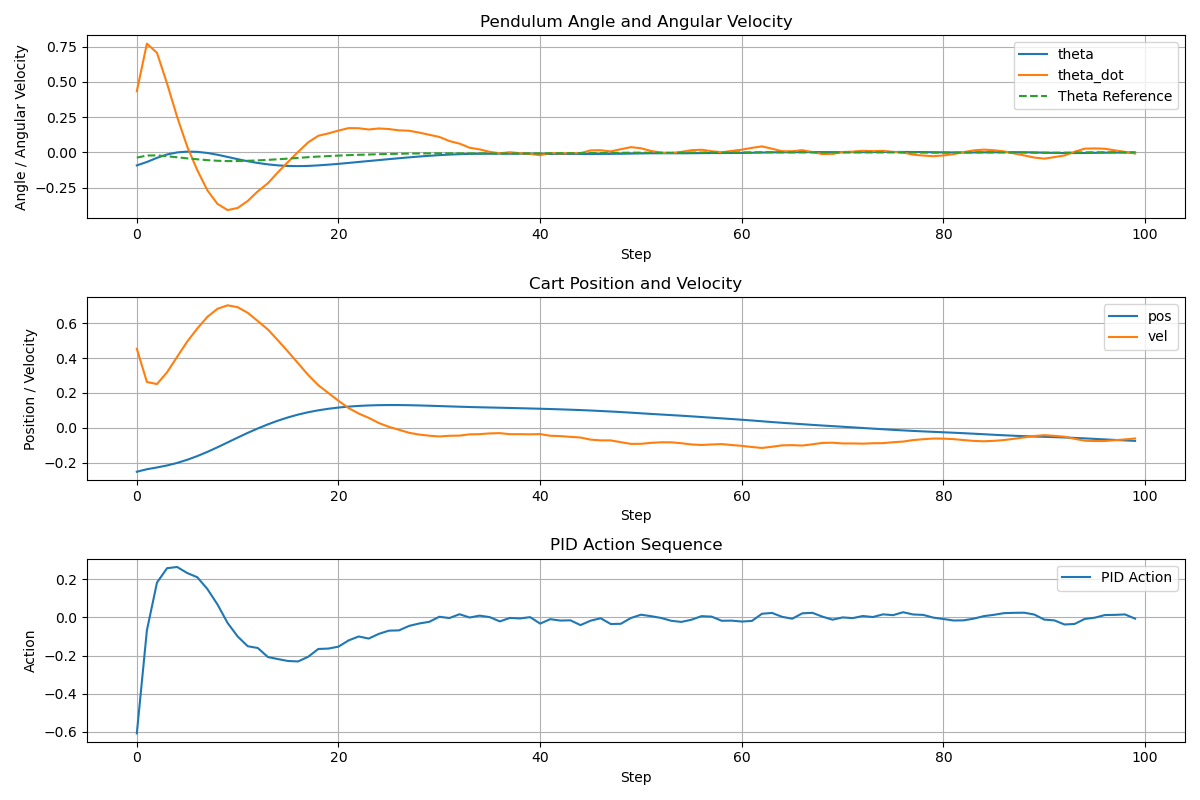 Pendulum Angle and Angular Velocity
Angle / Angular Velocity
0.75
0.50
0.25
0.00
−0.25
theta
theta_dot
Theta Reference
0 20 40 60 80 100
Step
Cart Position and Velocity
Position / Velocity
0.6
0.4
0.2
0.0
−0.2
pos
vel
0 20 40 60 80 100
Step
PID Action Sequence
Action
0.2
0.0
−0.2
−0.4
−0.6
PID Action
0 20 40 60 80 100
Step